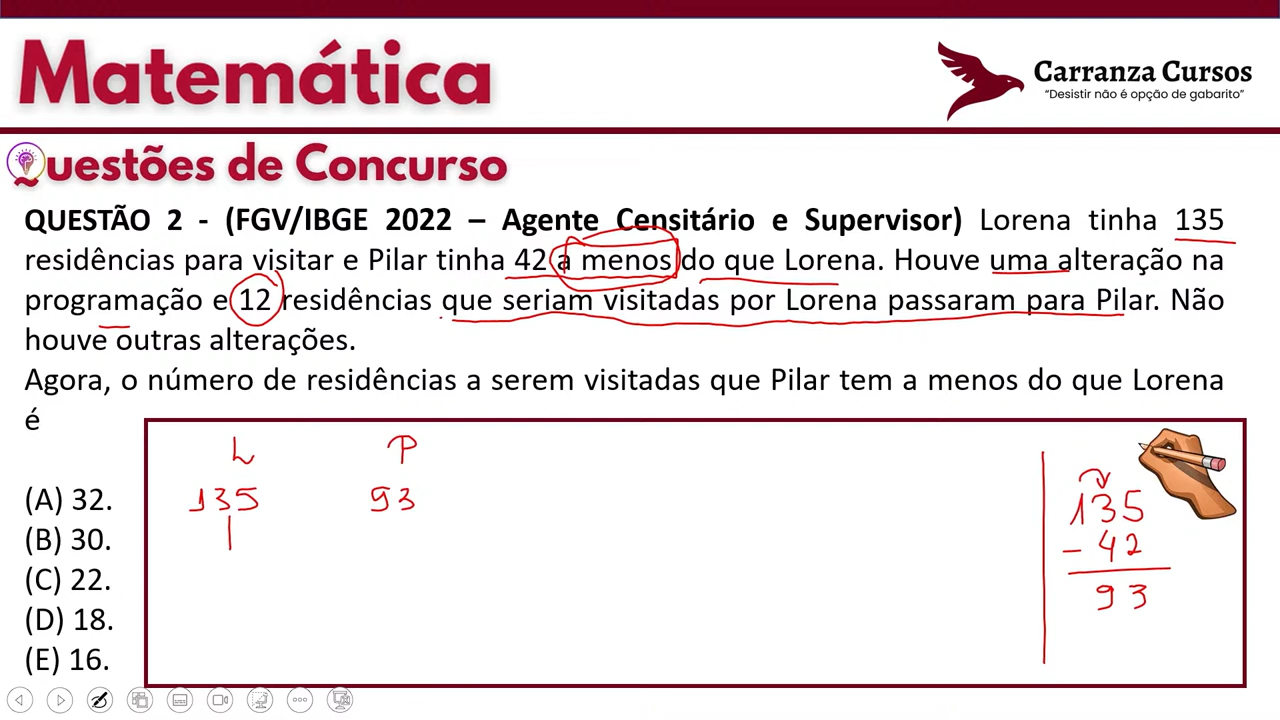 Matemática
Carranza Cursos
“Desistir não é opção de gabarito”
Questões de Concurso
QUESTÃO 2 - (FGV/IBGE 2022 – Agente Censitário e Supervisor) Lorena tinha 135
residências para visitar e Pilar tinha 42 a menos do que Lorena. Houve uma alteração na
programação e 12 residências que seriam visitadas por Lorena passaram para Pilar. Não
houve outras alterações.
Agora, o número de residências a serem visitadas que Pilar tem a menos do que Lorena
é
(A) 32.
(B) 30.
(C) 22.
(D) 18.
(E) 16.
L P
135 93
135
- 42
93